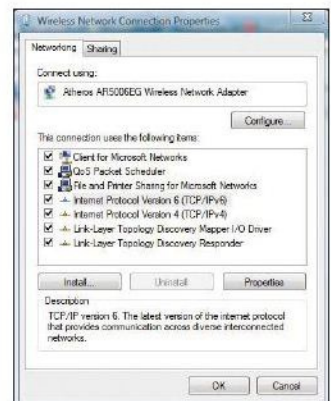 Wireless Network Connection Properties
Networking Sharing
Connect using:
Atheros AR5006EG Wireless Network Adapter
Configure...
This connection uses the following items:
Client for Microsoft Networks
QoS Packet Scheduler
File and Printer Sharing for Microsoft Networks
Internet Protocol Version 6 (TCP/IPv6)
Internet Protocol Version 4 (TCP/IPv4)
Link-Layer Topology Discovery Mapper I/O Driver
Link-Layer Topology Discovery Responder
Install... Uninstall Properties
Description
TCP/IP version 6. The latest version of the internet protocol
that provides communication across diverse interconnected
networks.
OK Cancel